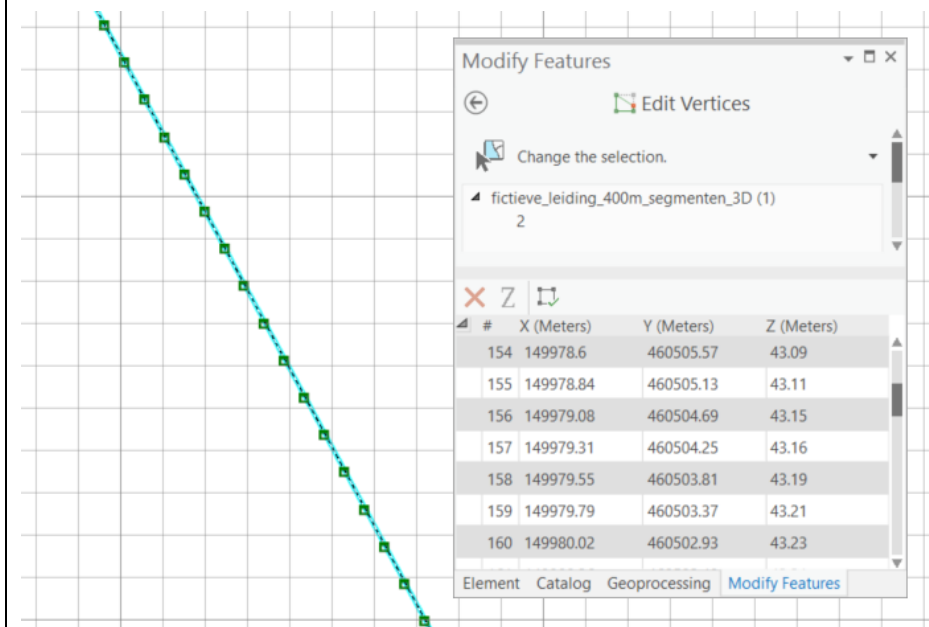 Modify Features
Edit Vertices
Change the selection.
fictieve_leiding_400m_segmenten_3D (1)
2
Z
# X (Meters) Y (Meters) Z (Meters)
154 149978.6 460505.57 43.09
155 149978.84 460505.13 43.11
156 149979.08 460504.69 43.15
157 149979.31 460504.25 43.16
158 149979.55 460503.81 43.19
159 149979.79 460503.37 43.21
160 149980.02 460502.93 43.23
Element Catalog Geoprocessing Modify Features